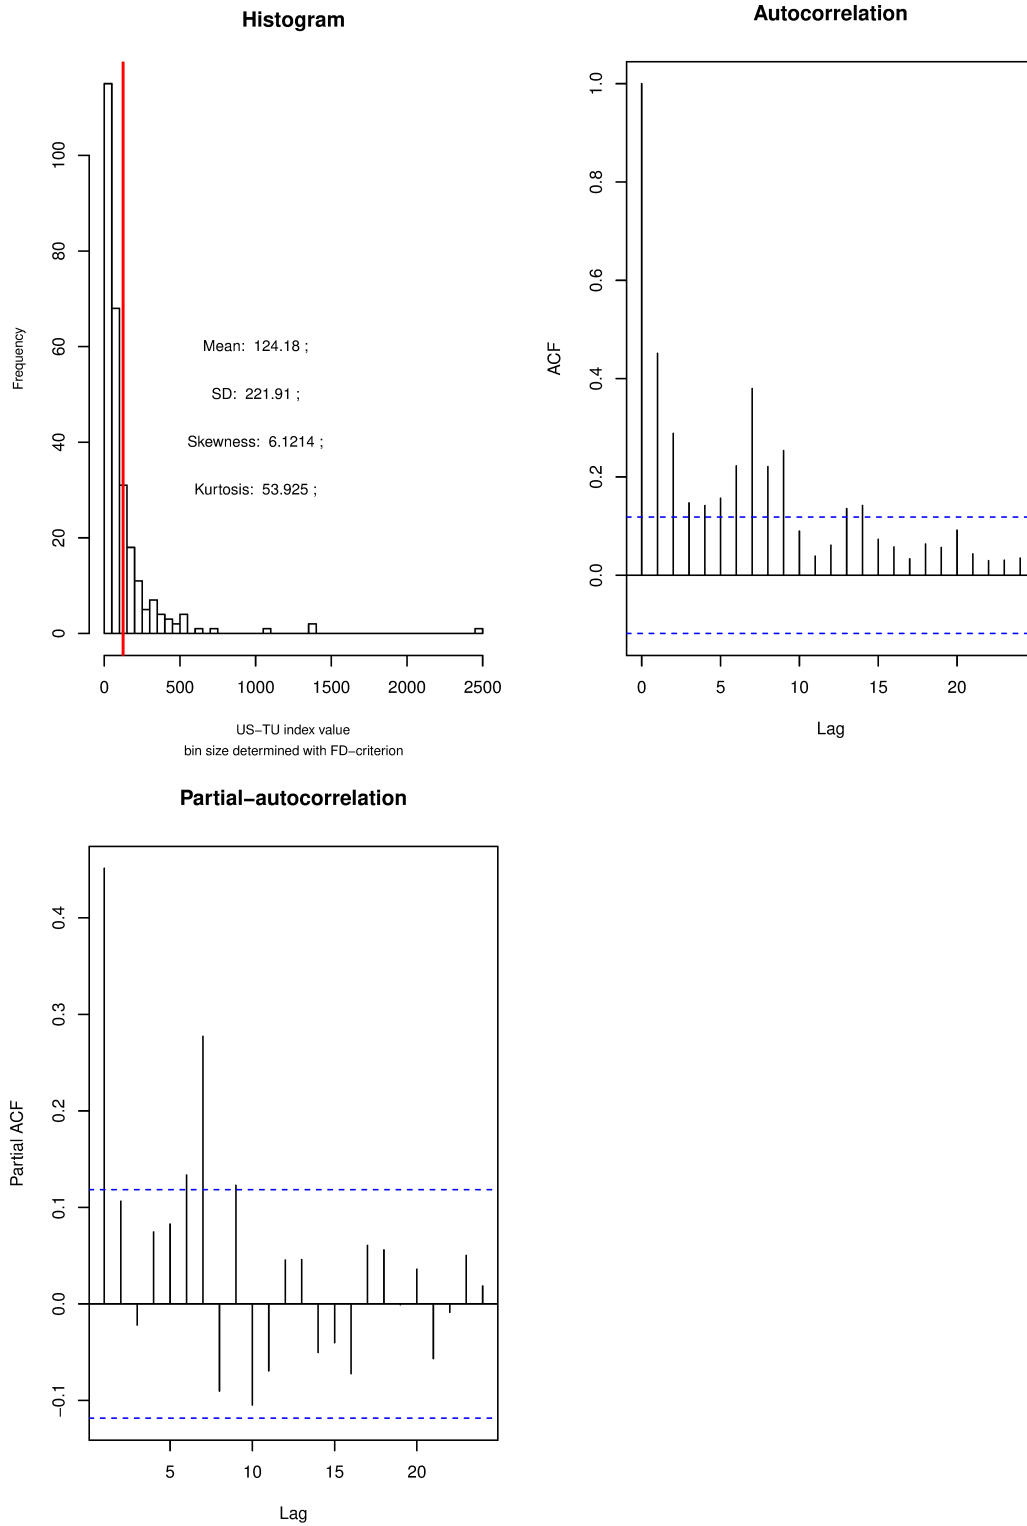 Histogram
Frequency
100
80
60
40
20
0
Mean: 124.18 ;
SD: 221.91 ;
Skewness: 6.1214 ;
Kurtosis: 53.925 ;
0 500 1000 1500 2000 2500
US−TU index value
bin size determined with FD−criterion
Autocorrelation
ACF
1.0
0.8
0.6
0.4
0.2
0.0
0 5 10 15 20
Lag
Partial−autocorrelation
Partial ACF
0.4
0.3
0.2
0.1
0.0
−0.1
5 10 15 20
Lag